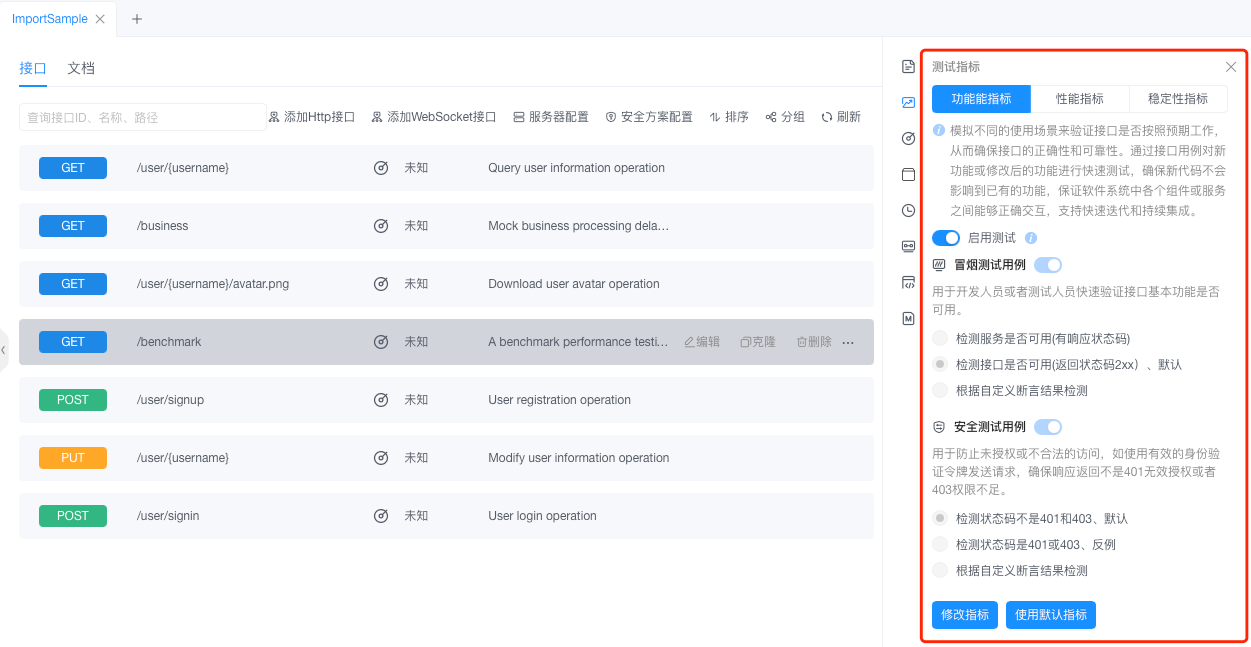 ImportSample
接口 文档
查询接口ID、名称、路径 添加Http接口 添加WebSocket接口 服务器配置 安全方案配置 排序 分组 刷新
GET /user/{username} 未知 Query user information operation
GET /business 未知 Mock business processing dela...
GET /user/{username}/avatar.png 未知 Download user avatar operation
GET /benchmark 未知 A benchmark performance testi... 编辑 克隆 删除 ...
POST /user/signup 未知 User registration operation
PUT /user/{username} 未知 Modify user information operation
POST /user/signin 未知 User login operation
测试指标
功能能指标 性能指标 稳定性指标
模拟不同的使用场景来验证接口是否按照预期工作，
从而确保接口的正确性和可靠性。通过接口用例对新
功能或修改后的功能进行快速测试，确保新代码不会
影响到已有的功能，保证软件系统中各个组件或服务
之间能够正确交互，支持快速迭代和持续集成。
启用测试
冒烟测试用例
用于开发人员或者测试人员快速验证接口基本功能是否
可用。
检测服务是否可用(有响应状态码)
检测接口是否可用(返回状态码2xx）、默认
根据自定义断言结果检测
安全测试用例
用于防止未授权或不合法的访问，如使用有效的身份验
证令牌发送请求，确保响应返回不是401无效授权或者
403权限不足。
检测状态码不是401和403、默认
检测状态码是401或403、反例
根据自定义断言结果检测
修改指标 使用默认指标